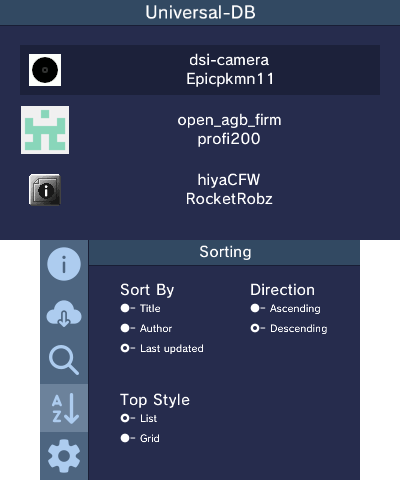 Universal-DB
dsi-camera
Epicpkmn11
open_agb_firm
profi200
hiyaCFW
RocketRobz
Sorting
Sort By
Title
Author
Last updated
Direction
Ascending
Descending
Top Style
List
Grid
A
Z